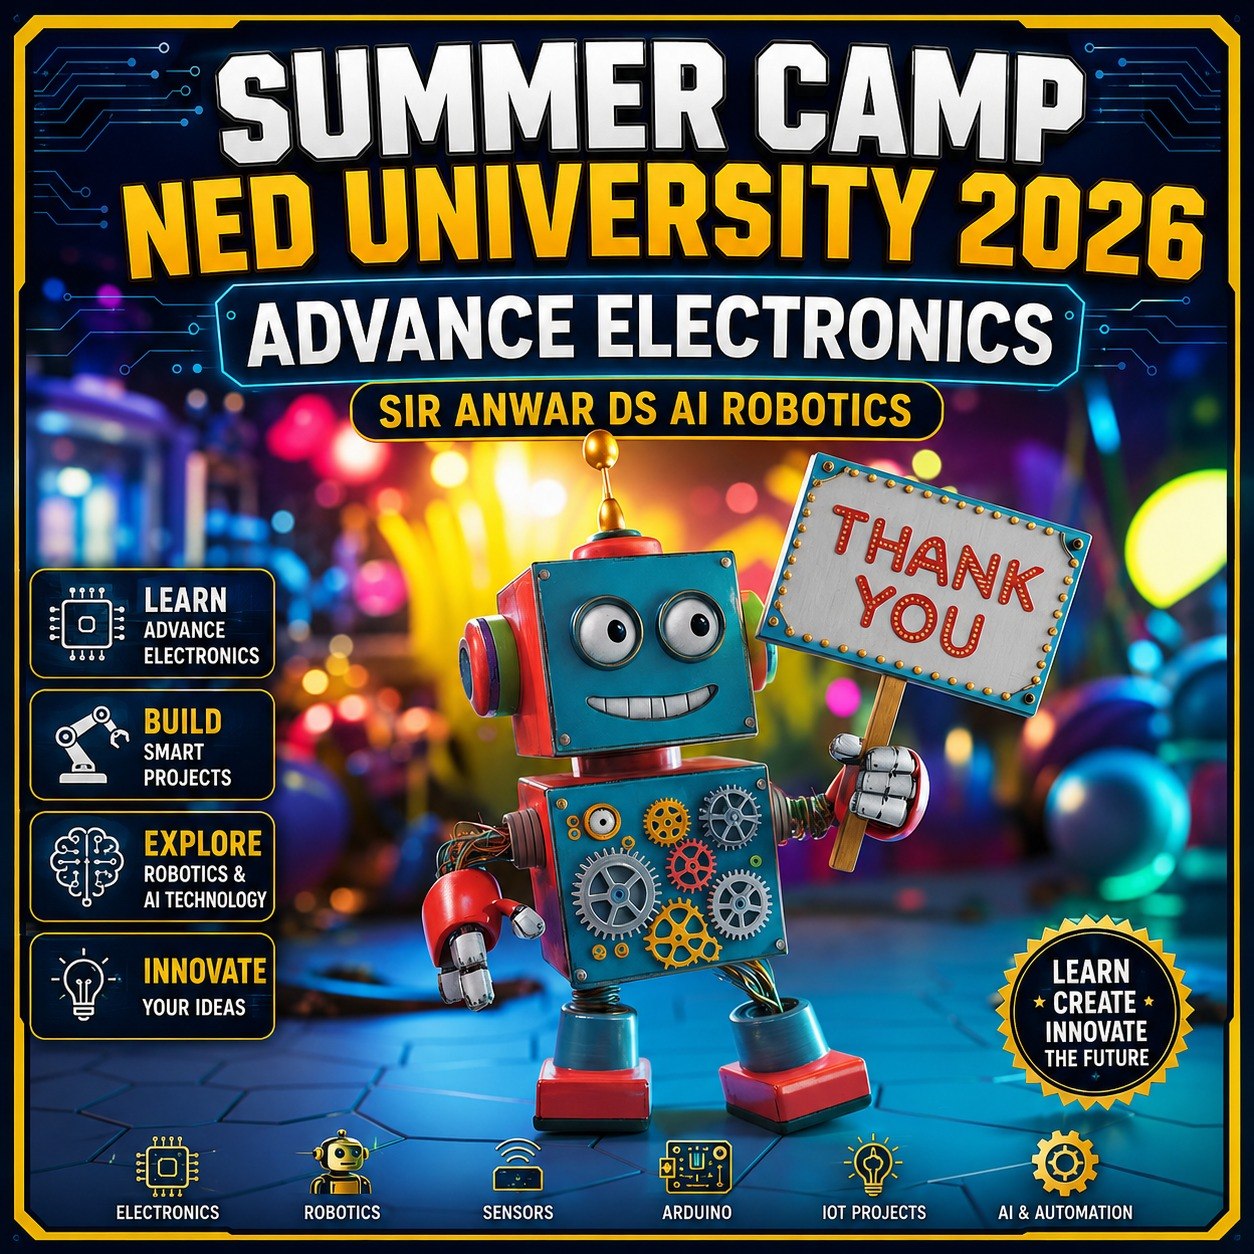 SUMMER CAMP
NED UNIVERSITY 2026
ADVANCE ELECTRONICS
SIR ANWAR DS AI ROBOTICS
THANK
YOU
LEARN
ADVANCE
ELECTRONICS
BUILD
SMART
PROJECTS
EXPLORE
ROBOTICS &
AI TECHNOLOGY
INNOVATE
YOUR IDEAS
LEARN
CREATE
INNOVATE
THE FUTURE
ELECTRONICS
ROBOTICS
SENSORS
ARDUINO
IOT PROJECTS
AI & AUTOMATION